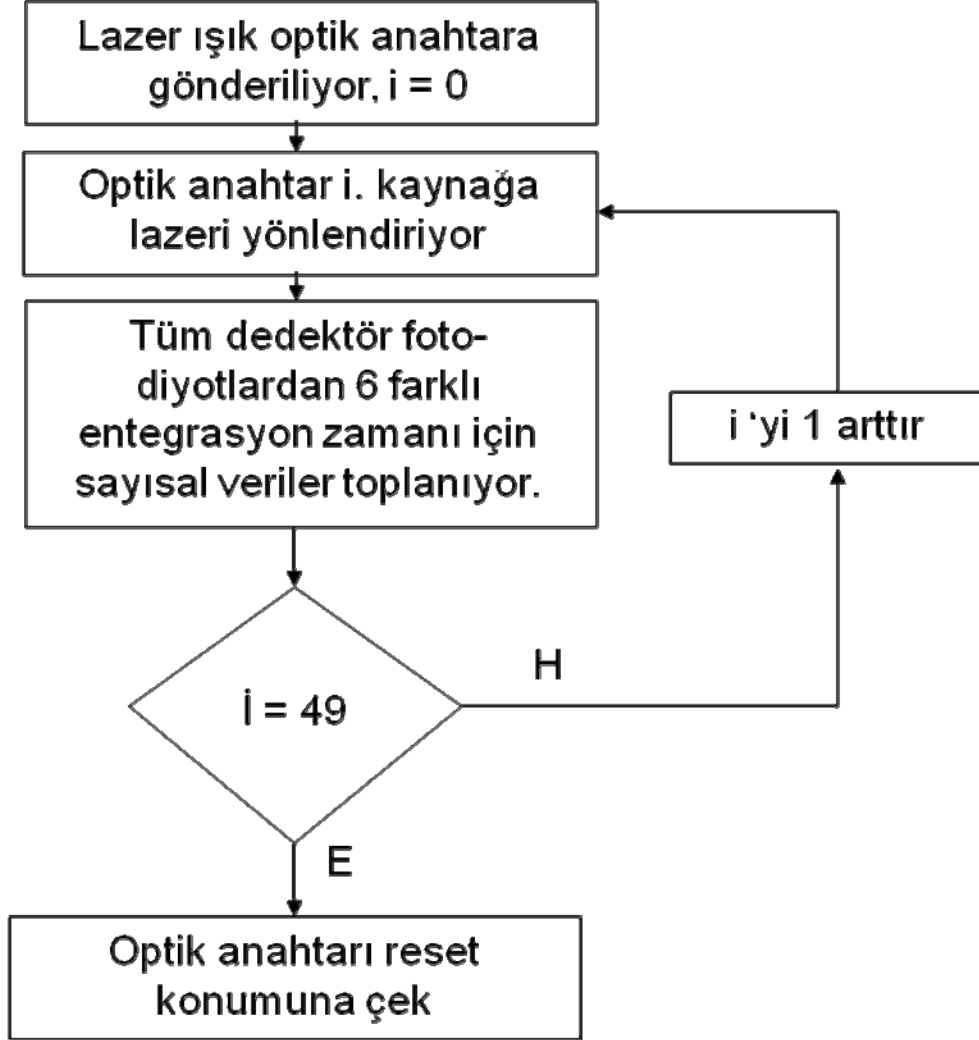 Lazer ışık optik anahtara
gönderiliyor, i = 0
Optik anahtar i. kaynağa
lazeri yönlendiriyor
Tüm dedektör foto-
diyotlardan 6 farklı
entegrasyon zamanı için
sayısal veriler toplanıyor.
i ‘yi 1 arttır
H
İ = 49
E
Optik anahtarı reset
konumuna çek